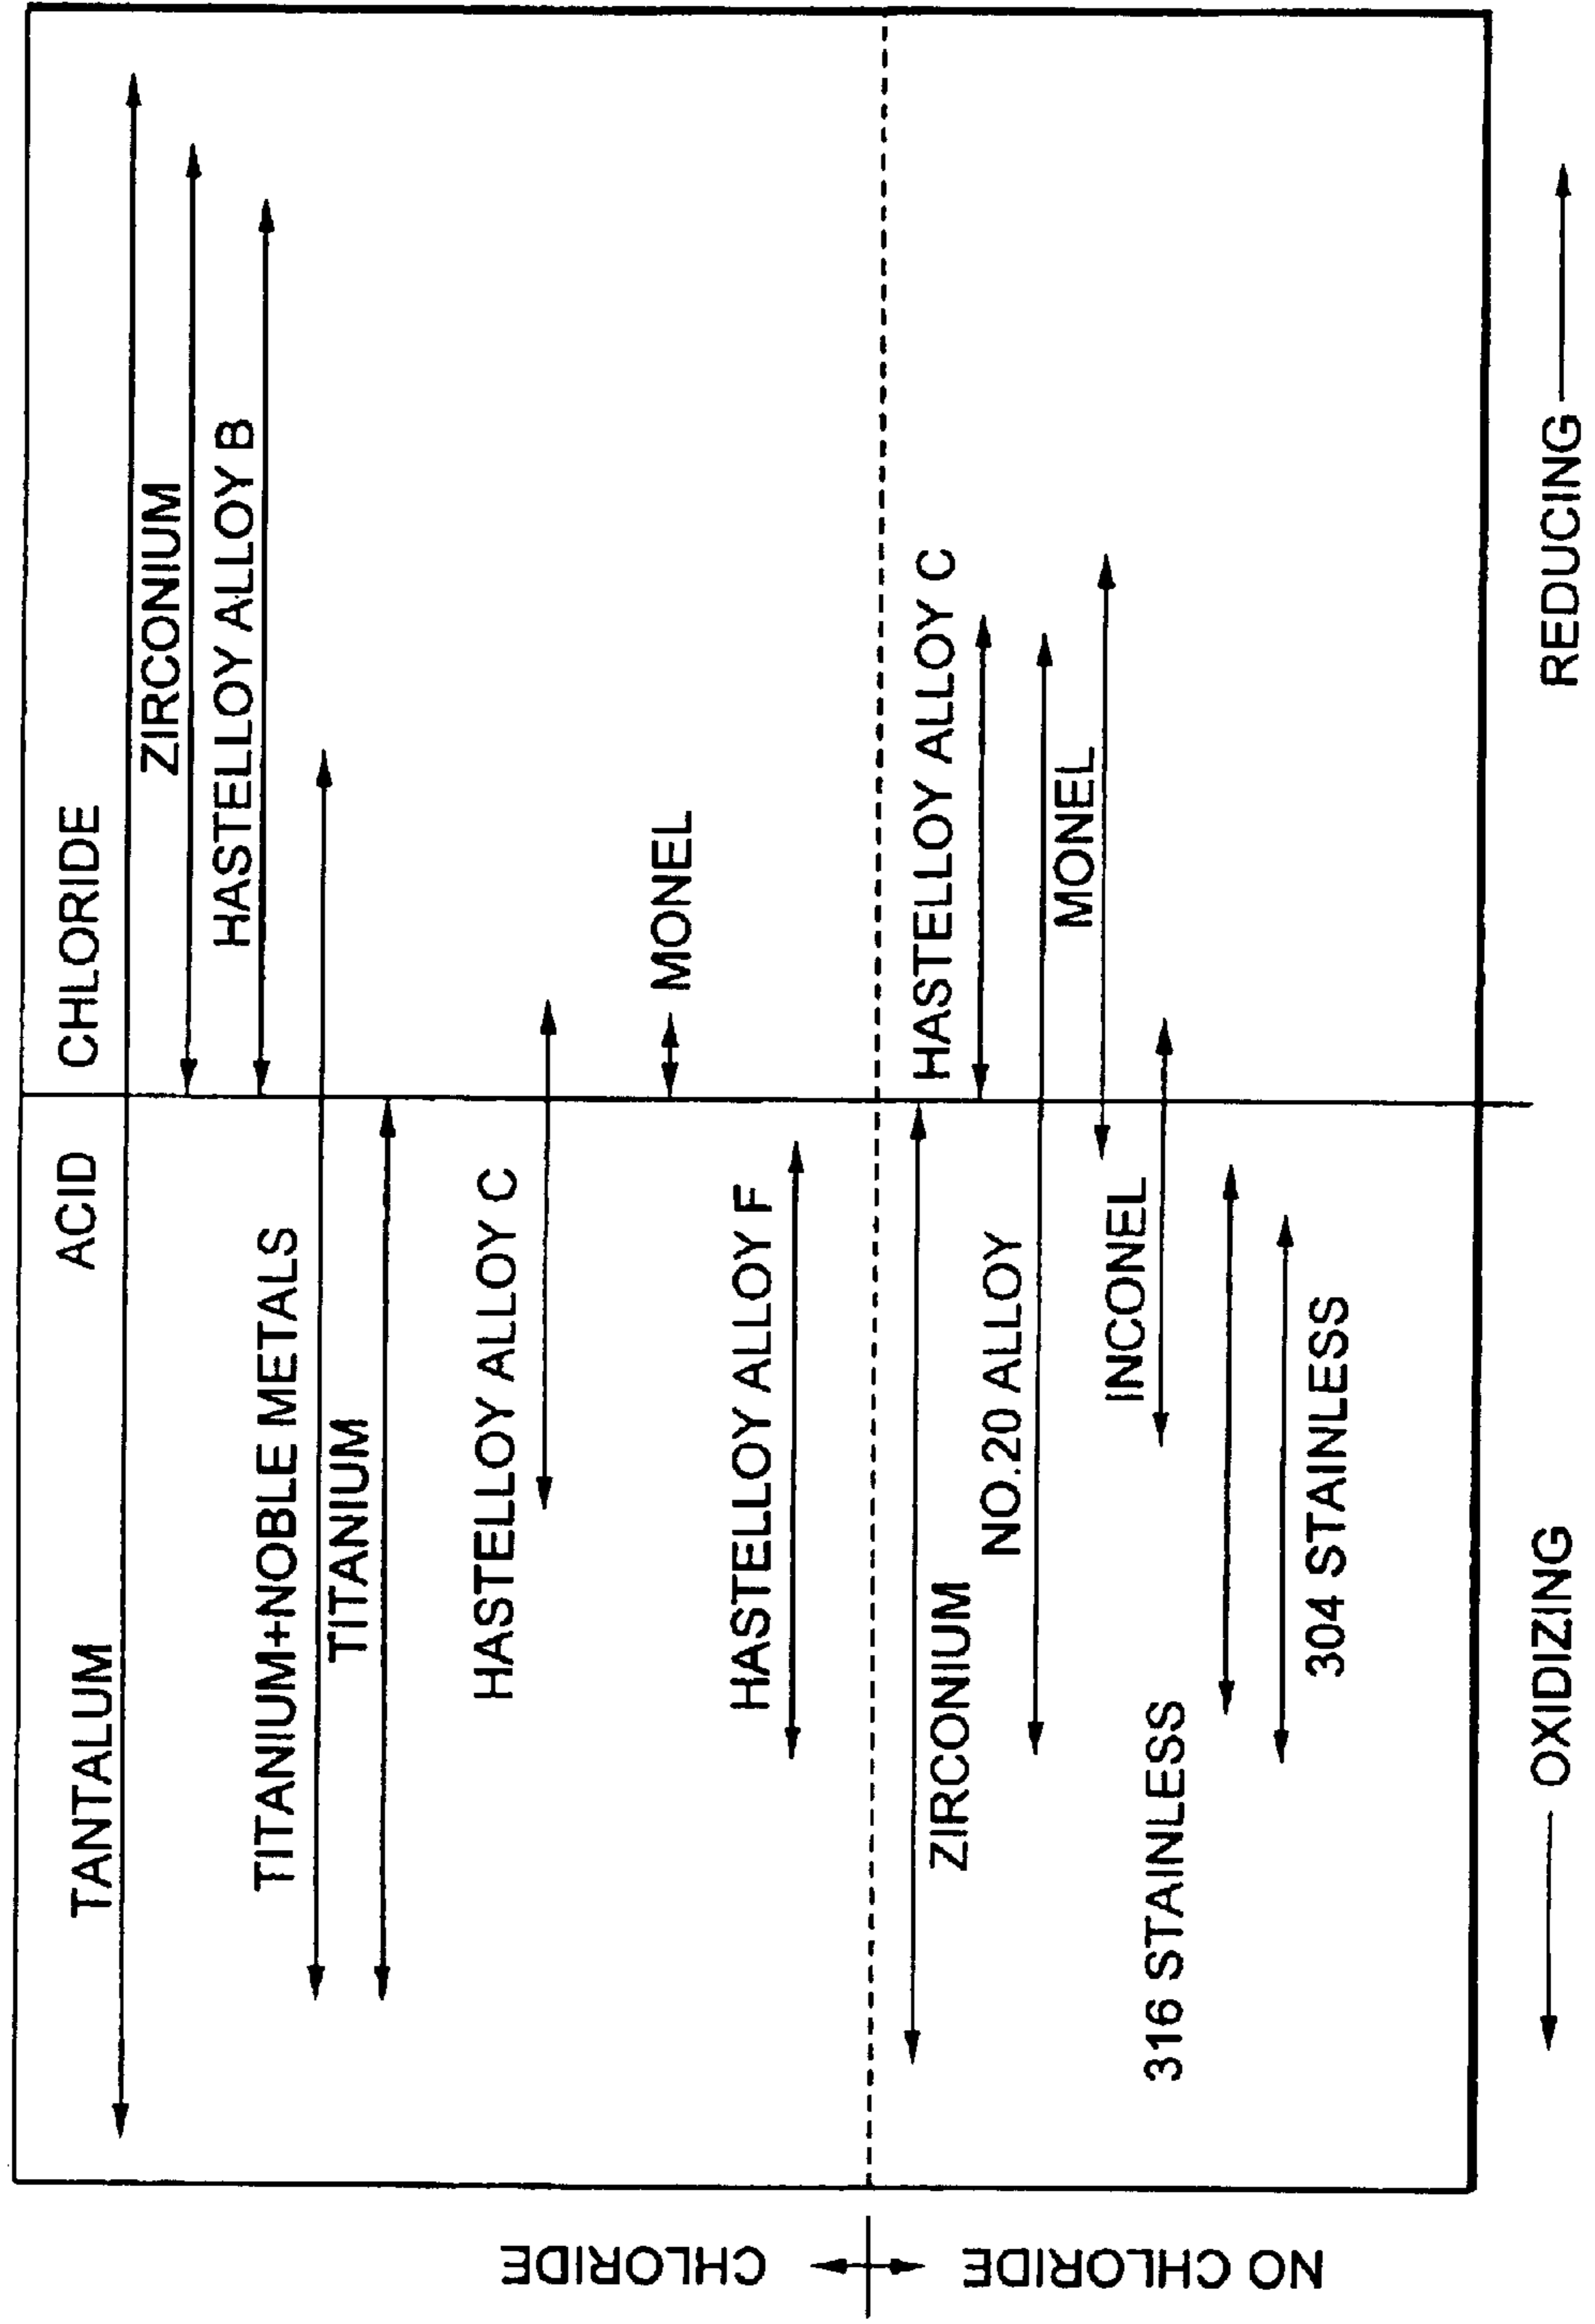 ACID CHLORIDE
TANTALUM
ZIRCONIUM
HASTELLOY ALLOY B
TITANIUM+NOBLE METALS
TITANIUM
HASTELLOY ALLOY C
MONEL
HASTELLOY ALLOY F
HASTELLOY ALLOY C
ZIRCONIUM
NO.20 ALLOY
MONEL
INCONEL
316 STAINLESS
304 STAINLESS
OXIDIZING
REDUCING
CHLORIDE
NO CHLORIDE